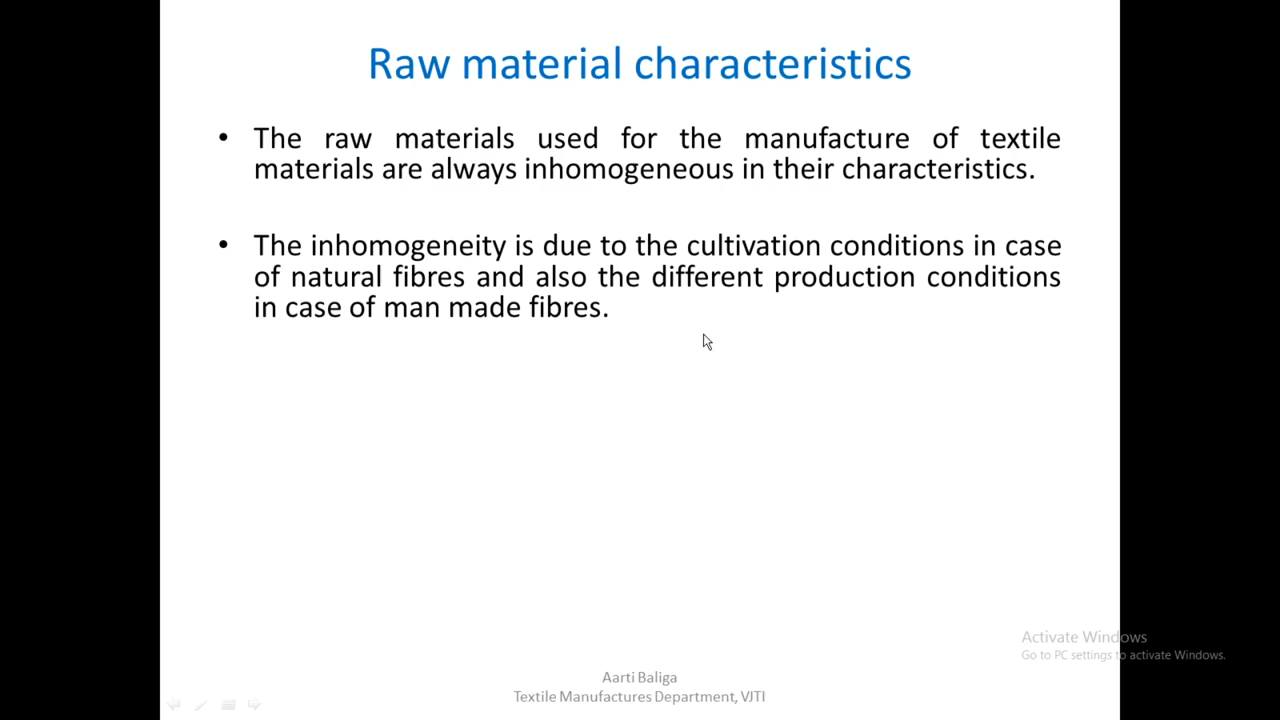 Raw material characteristics
• The raw materials used for the manufacture of textile
materials are always inhomogeneous in their characteristics.
• The inhomogeneity is due to the cultivation conditions in case
of natural fibres and also the different production conditions
in case of man made fibres.
Activate Windows
Go to PC settings to activate Windows.
Aarti Baliga
Textile Manufactures Department, VJTI